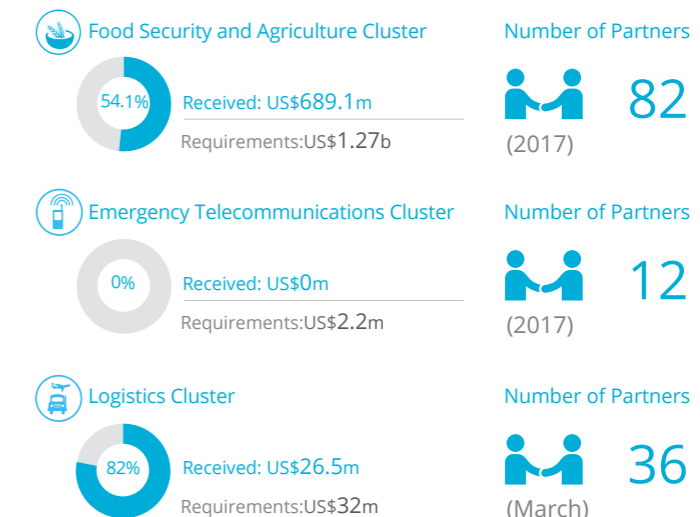 Food Security and Agriculture Cluster
Number of Partners
54.1%
Received: US$689.1m
Requirements:US$1.27b
82
(2017)
Emergency Telecommunications Cluster
Number of Partners
0%
Received: US$0m
Requirements:US$2.2m
12
(2017)
Logistics Cluster
Number of Partners
82%
Received: US$26.5m
Requirements:US$32m
36
(March)